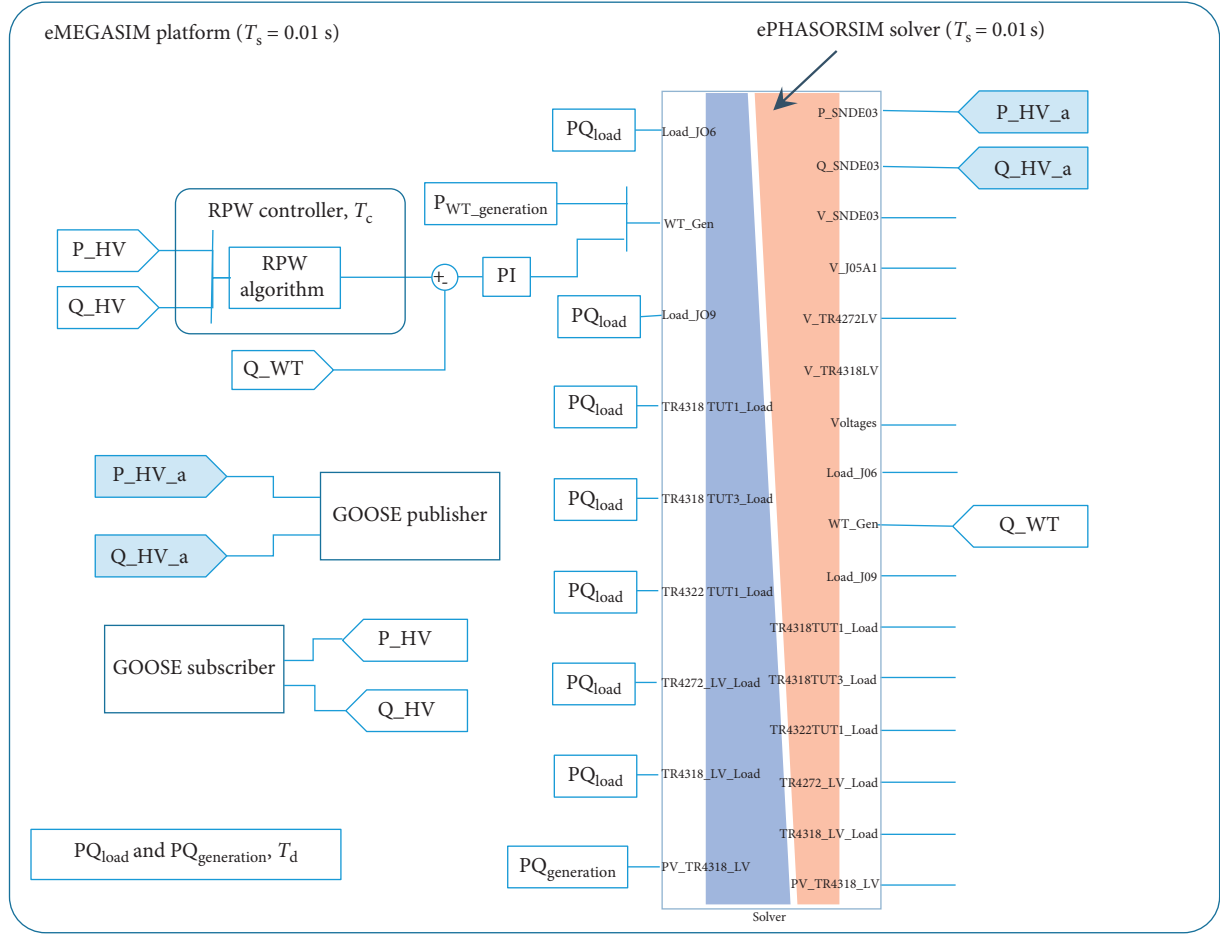 eMEGASIM platform (Ts = 0.01 s)
ePHASORSIM solver (Ts = 0.01 s)
RPW controller, Tc
P_HV
Q_HV
RPW
algorithm
+
-
PI
Q_WT
PWT_generation
P_HV_a
Q_HV_a
GOOSE publisher
GOOSE subscriber
P_HV
Q_HV
PQload and PQgeneration, Td
PQload
PQload
PQload
PQload
PQload
PQload
PQload
PQgeneration
Load_JO6
WT_Gen
Load_JO9
TR4318 TUT1_Load
TR4318 TUT3_Load
TR4322 TUT1_Load
TR4272_LV_Load
TR4318_LV_Load
PV_TR4318_LV
P_SNDE03
Q_SNDE03
V_SNDE03
V_J05A1
V_TR4272LV
V_TR4318LV
Voltages
Load_J06
WT_Gen
Load_J09
TR4318TUT1_Load
TR4318TUT3_Load
TR4322TUT1_Load
TR4272_LV_Load
TR4318_LV_Load
PV_TR4318_LV
P_HV_a
Q_HV_a
Q_WT
Solver